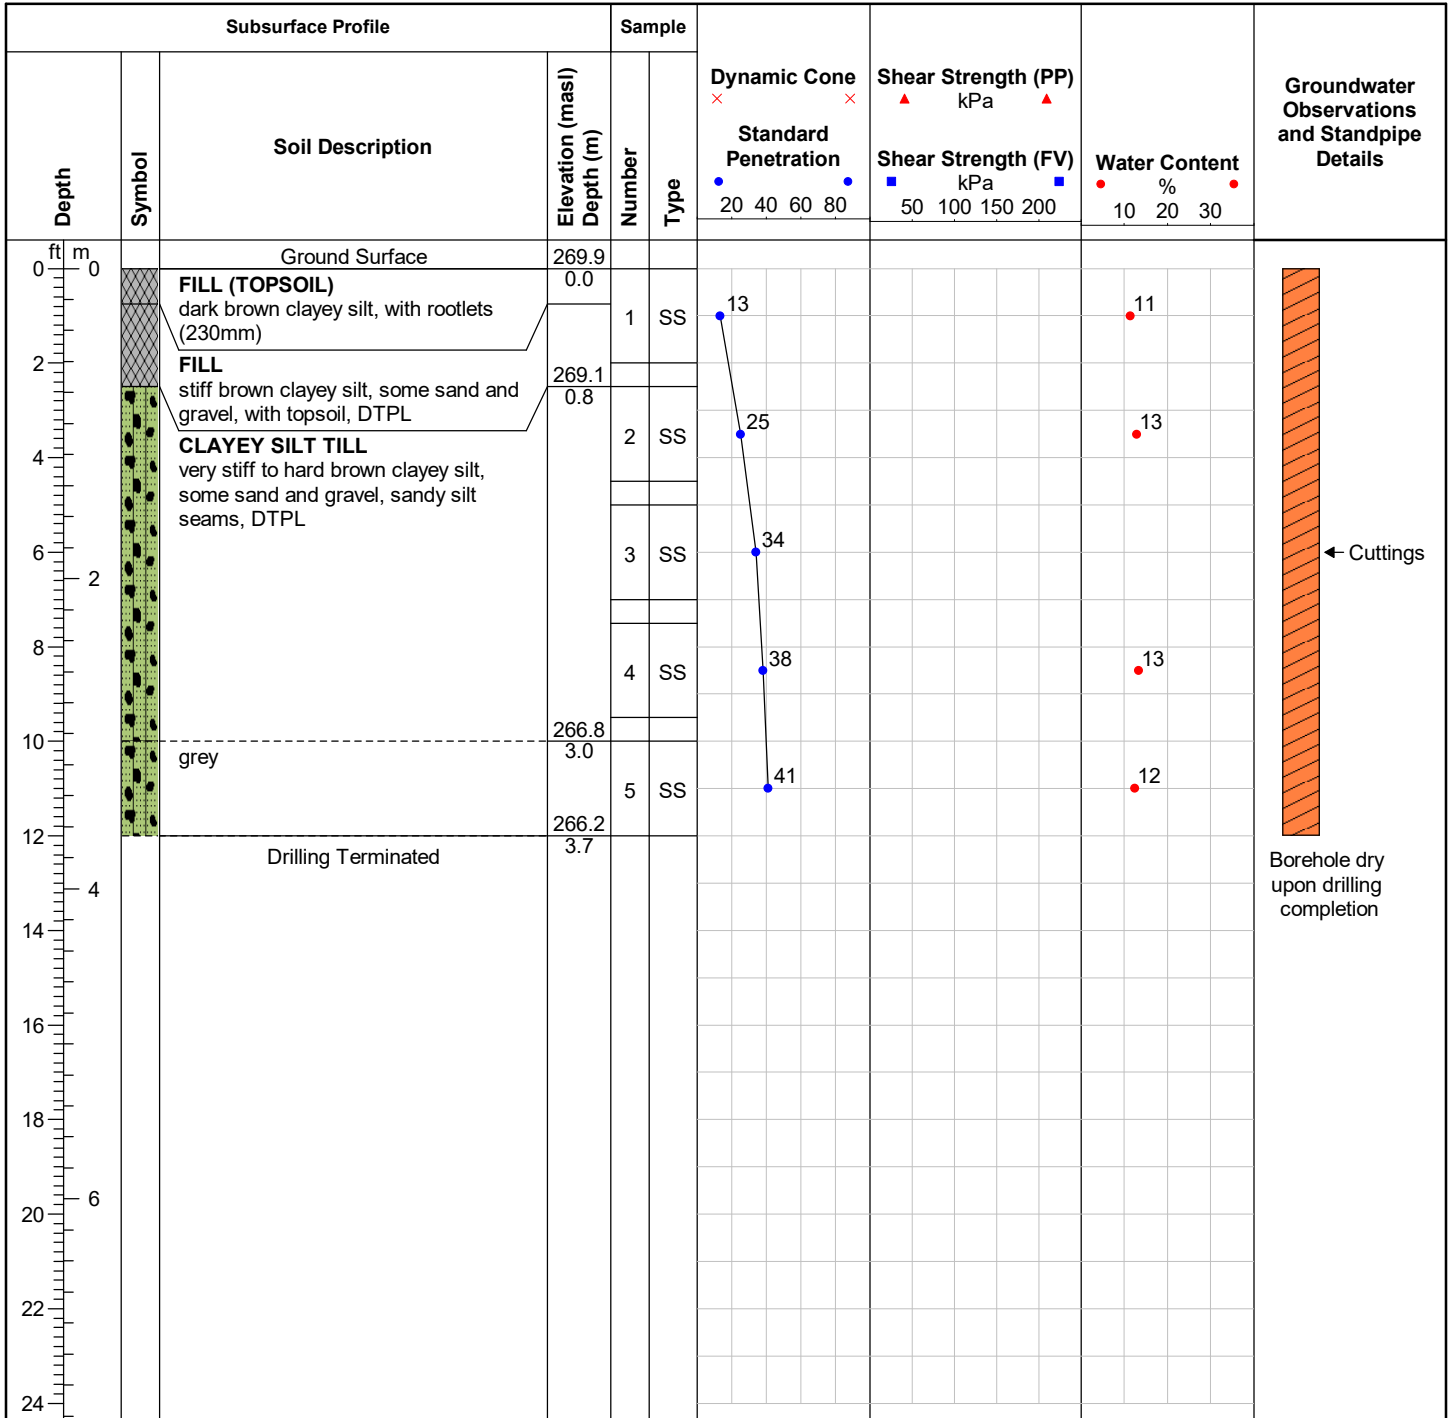 Subsurface Profile
Sample
Depth
Symbol
Soil Description
Elevation (masl)
Depth (m)
Number
Type
Dynamic Cone
Standard
Penetration
20 40 60 80
Shear Strength (PP)
kPa
Shear Strength (FV)
kPa
50 100 150 200
Water Content
%
10 20 30
Groundwater
Observations
and Standpipe
Details
ft m
Ground Surface
269.9
0 0
0.0
FILL (TOPSOIL)
dark brown clayey silt, with rootlets
(230mm)
1 SS
13
11
2
FILL
269.1
stiff brown clayey silt, some sand and
gravel, with topsoil, DTPL
0.8
2 SS
25
13
CLAYEY SILT TILL
4
very stiff to hard brown clayey silt,
some sand and gravel, sandy silt
seams, DTPL
6
3 SS
34
Cuttings
2
8
4 SS
38
13
266.8
10
3.0
grey
5 SS
41
12
266.2
12
3.7
Drilling Terminated
Borehole dry
upon drilling
completion
4
14
16
18
6
20
22
24